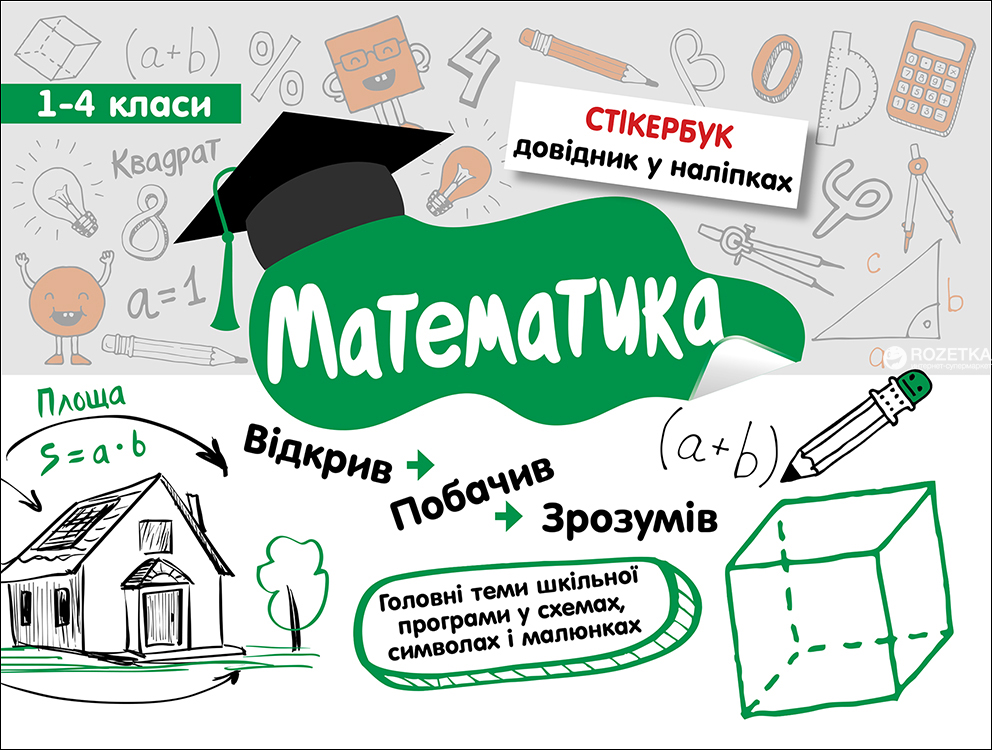 (a+b)
%
4
β
0
1-4 класи
СТІКЕРБУК
довідник у наліпках
Квадрат
8
φ
a=1
c
b
a
ROZETKA
Математика
Площа
S=a·b
(a+b)
Відкрив
Побачив
Зрозумів
Головні теми шкільної
програми у схемах,
символах і малюнках